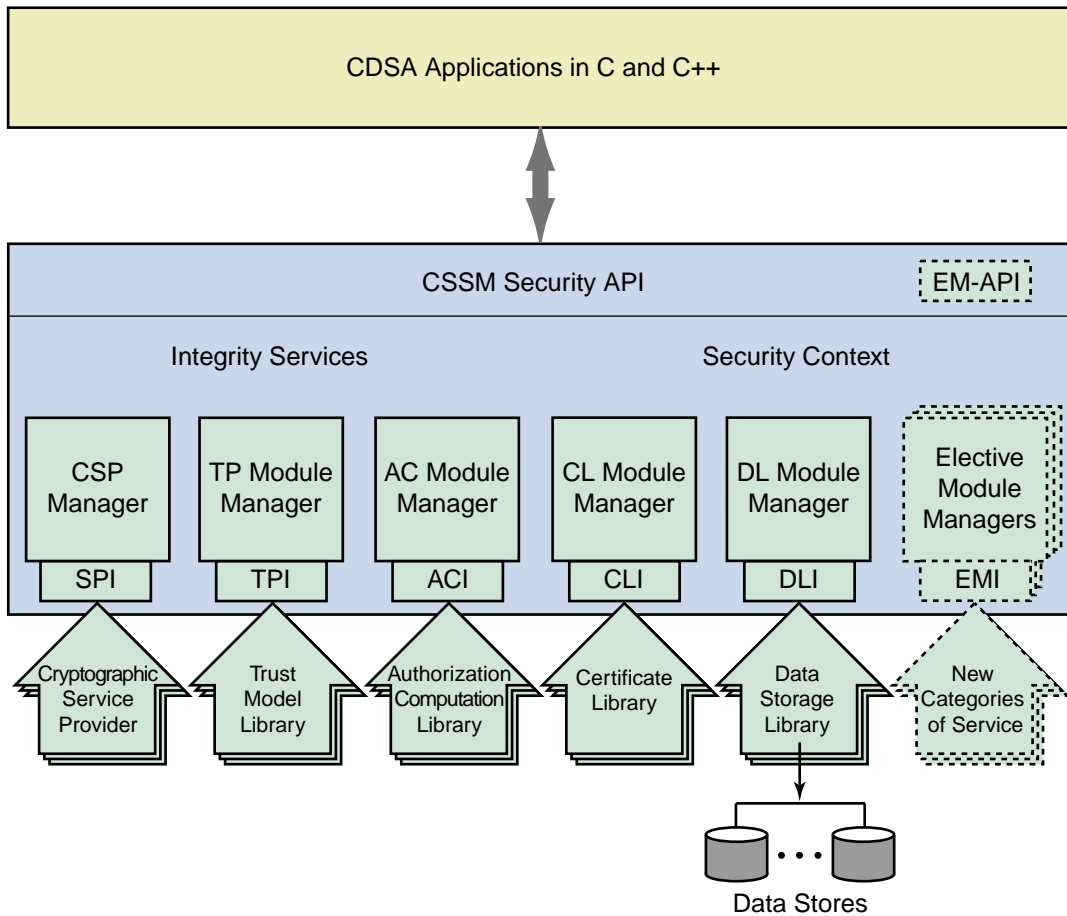 CDSA Applications in C and C++
CSSM Security API
EM-API
Integrity Services
Security Context
CSP
Manager
TP Module
Manager
AC Module
Manager
CL Module
Manager
DL Module
Manager
Elective
Module
Managers
SPI
TPI
ACI
CLI
DLI
EMI
Cryptographic
Service
Provider
Trust
Model
Library
Authorization
Computation
Library
Certificate
Library
Data
Storage
Library
New
Categories
of Service
Data Stores